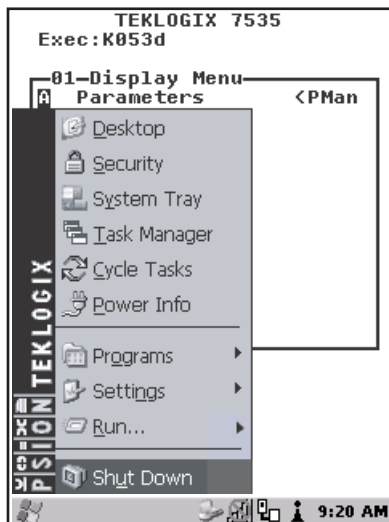 TEKLOGIX 7535
Exec:K053d
01-Display Menu
A Parameters <PMan
Desktop
Security
System Tray
Task Manager
Cycle Tasks
Power Info
Programs
Settings
Run...
Shut Down
PSION TEKLOGIX
9:20 AM